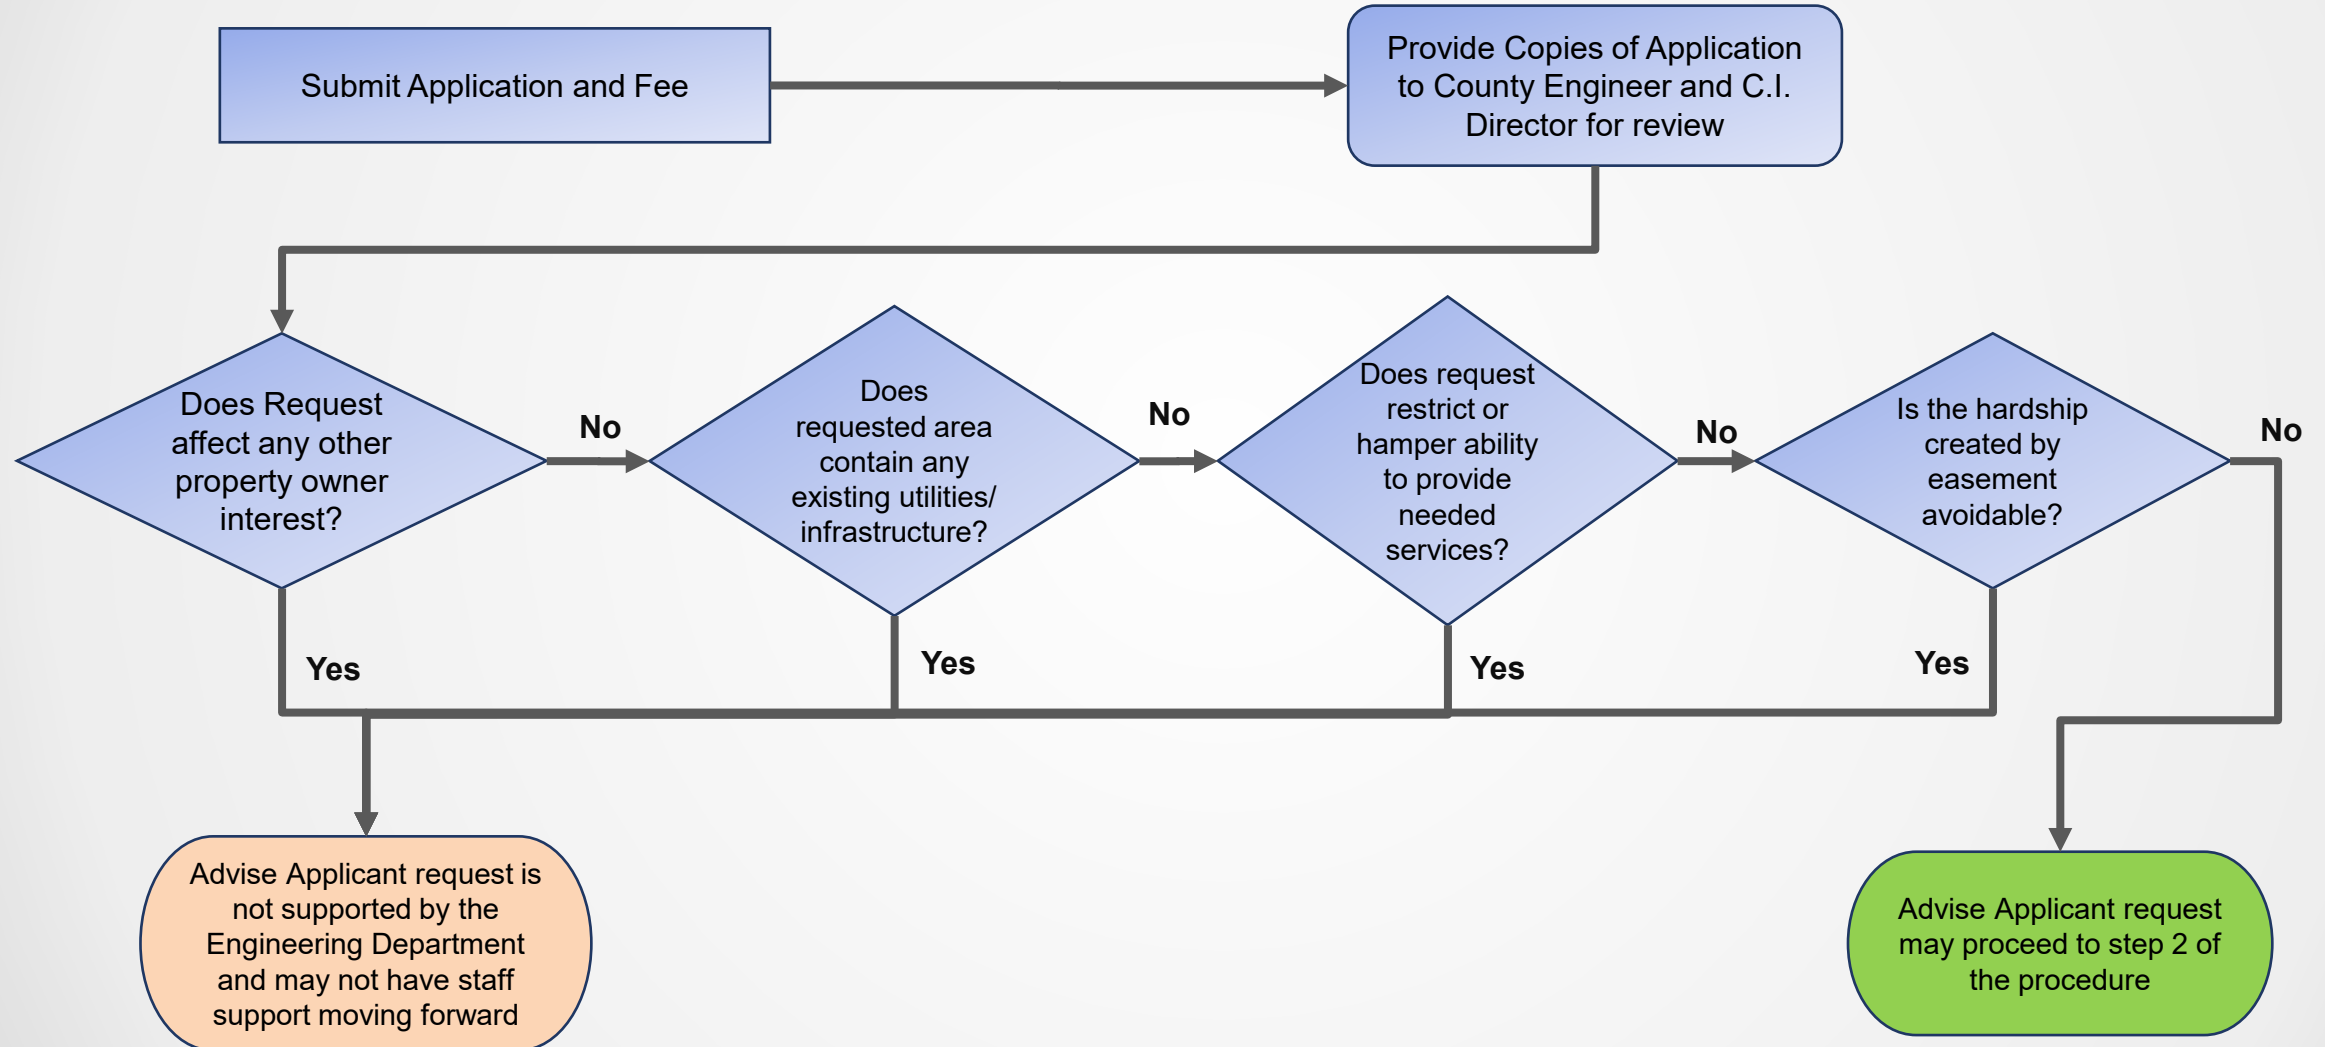 Submit Application and Fee
Provide Copies of Application
to County Engineer and C.I.
Director for review
Does Request
affect any other
property owner
interest?
No
Does
requested area
contain any
existing utilities/
infrastructure?
No
Does request
restrict or
hamper ability
to provide
needed
services?
No
Is the hardship
created by
easement
avoidable?
No
Yes
Yes
Yes
Yes
Advise Applicant request is
not supported by the
Engineering Department
and may not have staff
support moving forward
Advise Applicant request
may proceed to step 2 of
the procedure